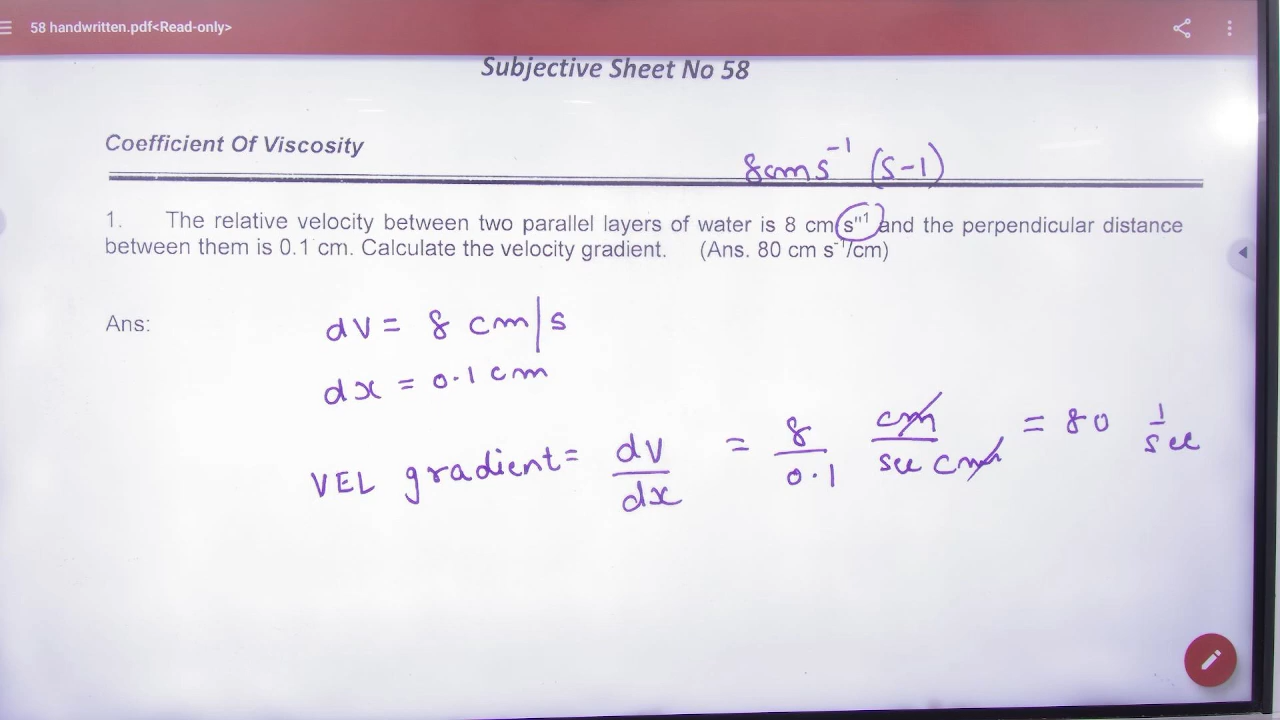 58 handwritten.pdf<Read-only>
Subjective Sheet No 58
Coefficient Of Viscosity
8cm s⁻¹ (s-1)
1. The relative velocity between two parallel layers of water is 8 cm s"¹ and the perpendicular distance
between them is 0.1 cm. Calculate the velocity gradient. (Ans. 80 cm s⁻¹/cm)
Ans:
dv = 8 cm/s
dx = 0.1 cm
VEL gradient = dv/dx = 8/0.1 cm/sec cm = 80 1/sec